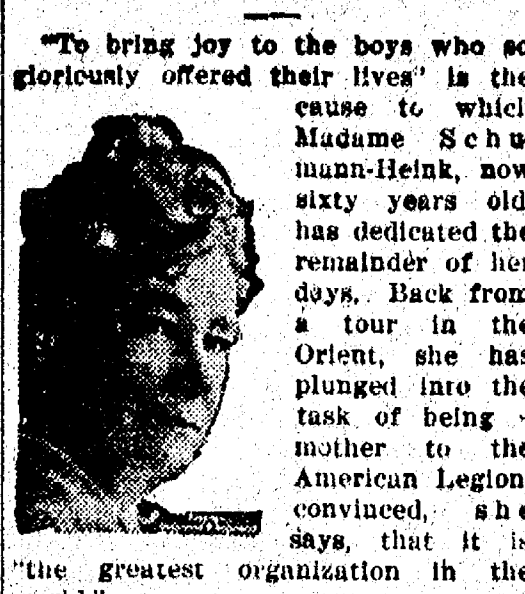 "To bring joy to the boys who so
gloriously offered their lives" is the
cause to which
Madame Schu
mann-Heink, now
sixty years old
has dedicated the
remainder of her
days. Back from
a tour in the
Orient, she has
plunged into the
task of being
mother to the
American Legion
convinced, she
says, that it is
"the greatest organization in the